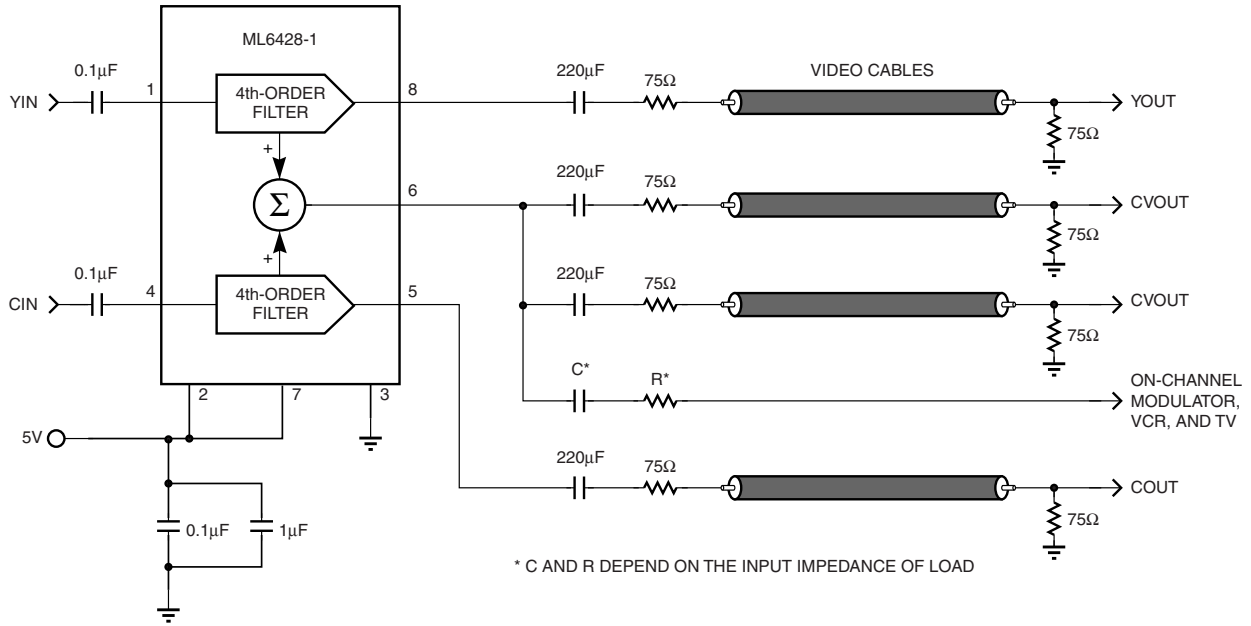 ML6428-1
0.1µF
YIN
1
4th-ORDER
FILTER
8
220µF
75Ω
VIDEO CABLES
YOUT
75Ω
+
Σ
6
220µF
75Ω
CVOUT
75Ω
+
0.1µF
CIN
4
4th-ORDER
FILTER
5
220µF
75Ω
CVOUT
75Ω
C*
R*
ON-CHANNEL
MODULATOR,
VCR, AND TV
2
7
3
5V
220µF
75Ω
COUT
75Ω
0.1µF
1µF
* C AND R DEPEND ON THE INPUT IMPEDANCE OF LOAD